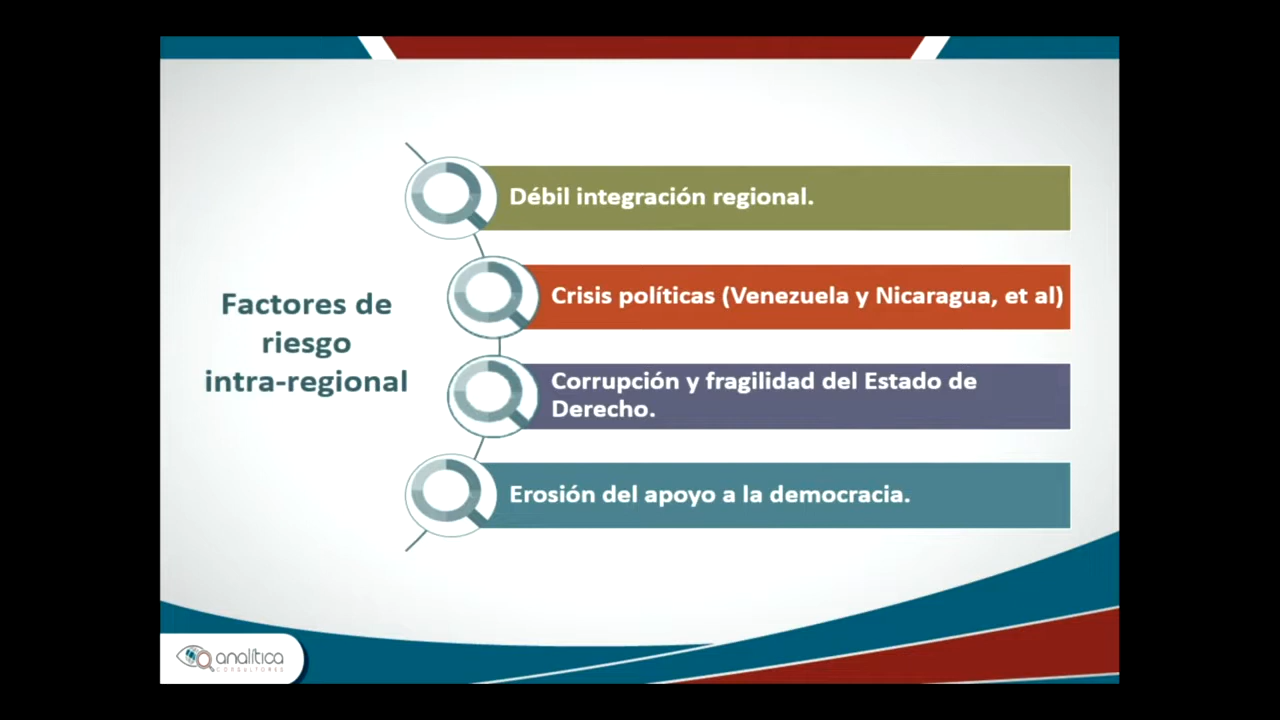 Factores de
riesgo
intra-regional
Débil integración regional.
Crisis políticas (Venezuela y Nicaragua, et al)
Corrupción y fragilidad del Estado de
Derecho.
Erosión del apoyo a la democracia.
analítica
CONSULTORES